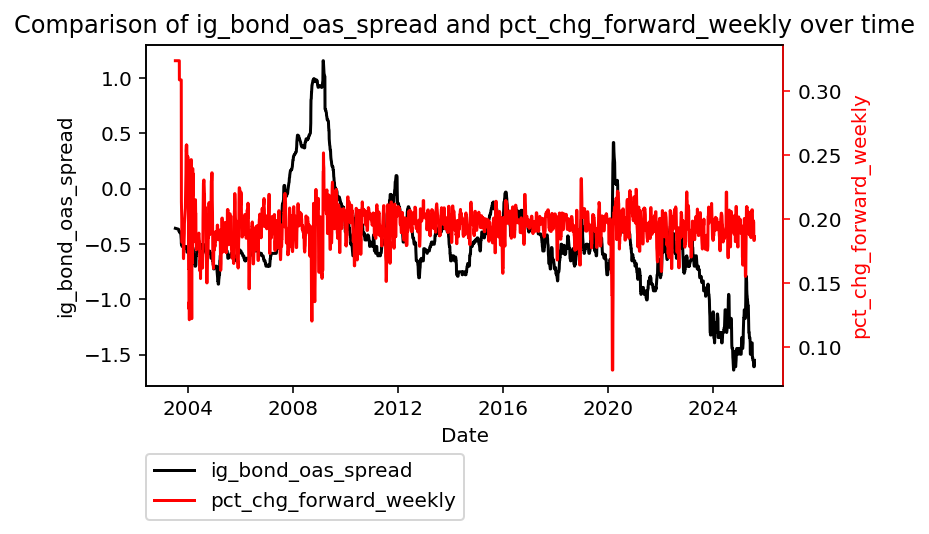 Comparison of ig_bond_oas_spread and pct_chg_forward_weekly over time
1.0
0.5
0.0
−0.5
−1.0
−1.5
ig_bond_oas_spread
0.30
0.25
0.20
0.15
0.10
pct_chg_forward_weekly
2004 2008 2012 2016 2020 2024
Date
ig_bond_oas_spread
pct_chg_forward_weekly